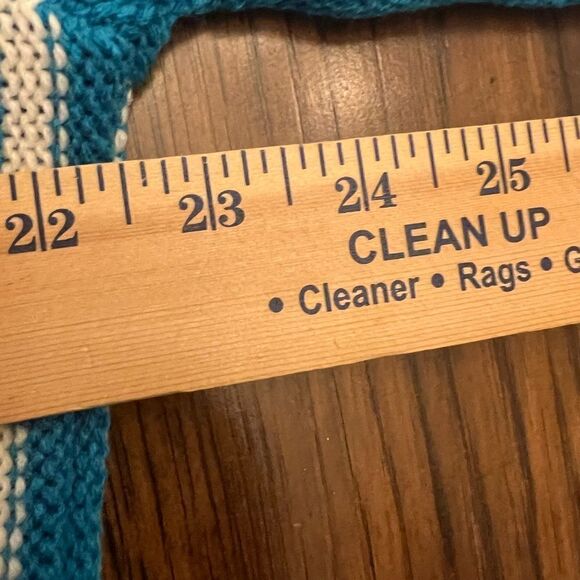 22 23 24 25
CLEAN UP
• Cleaner • Rags • G